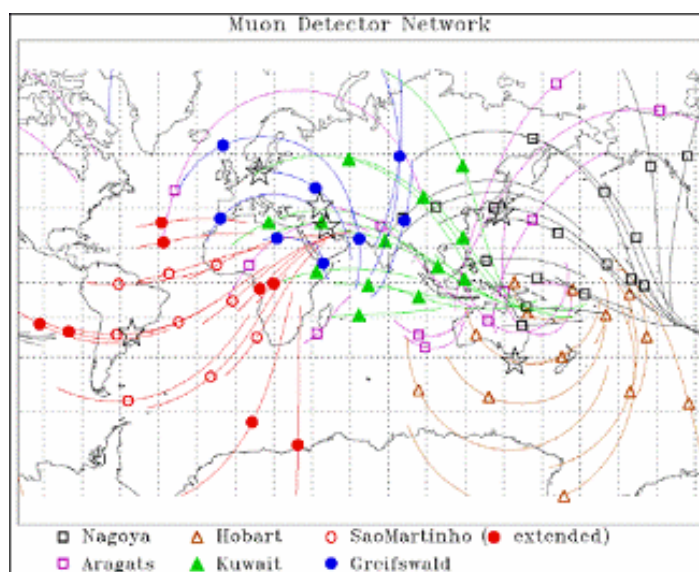 Muon Detector Network
Nagoya Hobart SaoMartinho ( extended)
Aragats Kuwait Greifswald